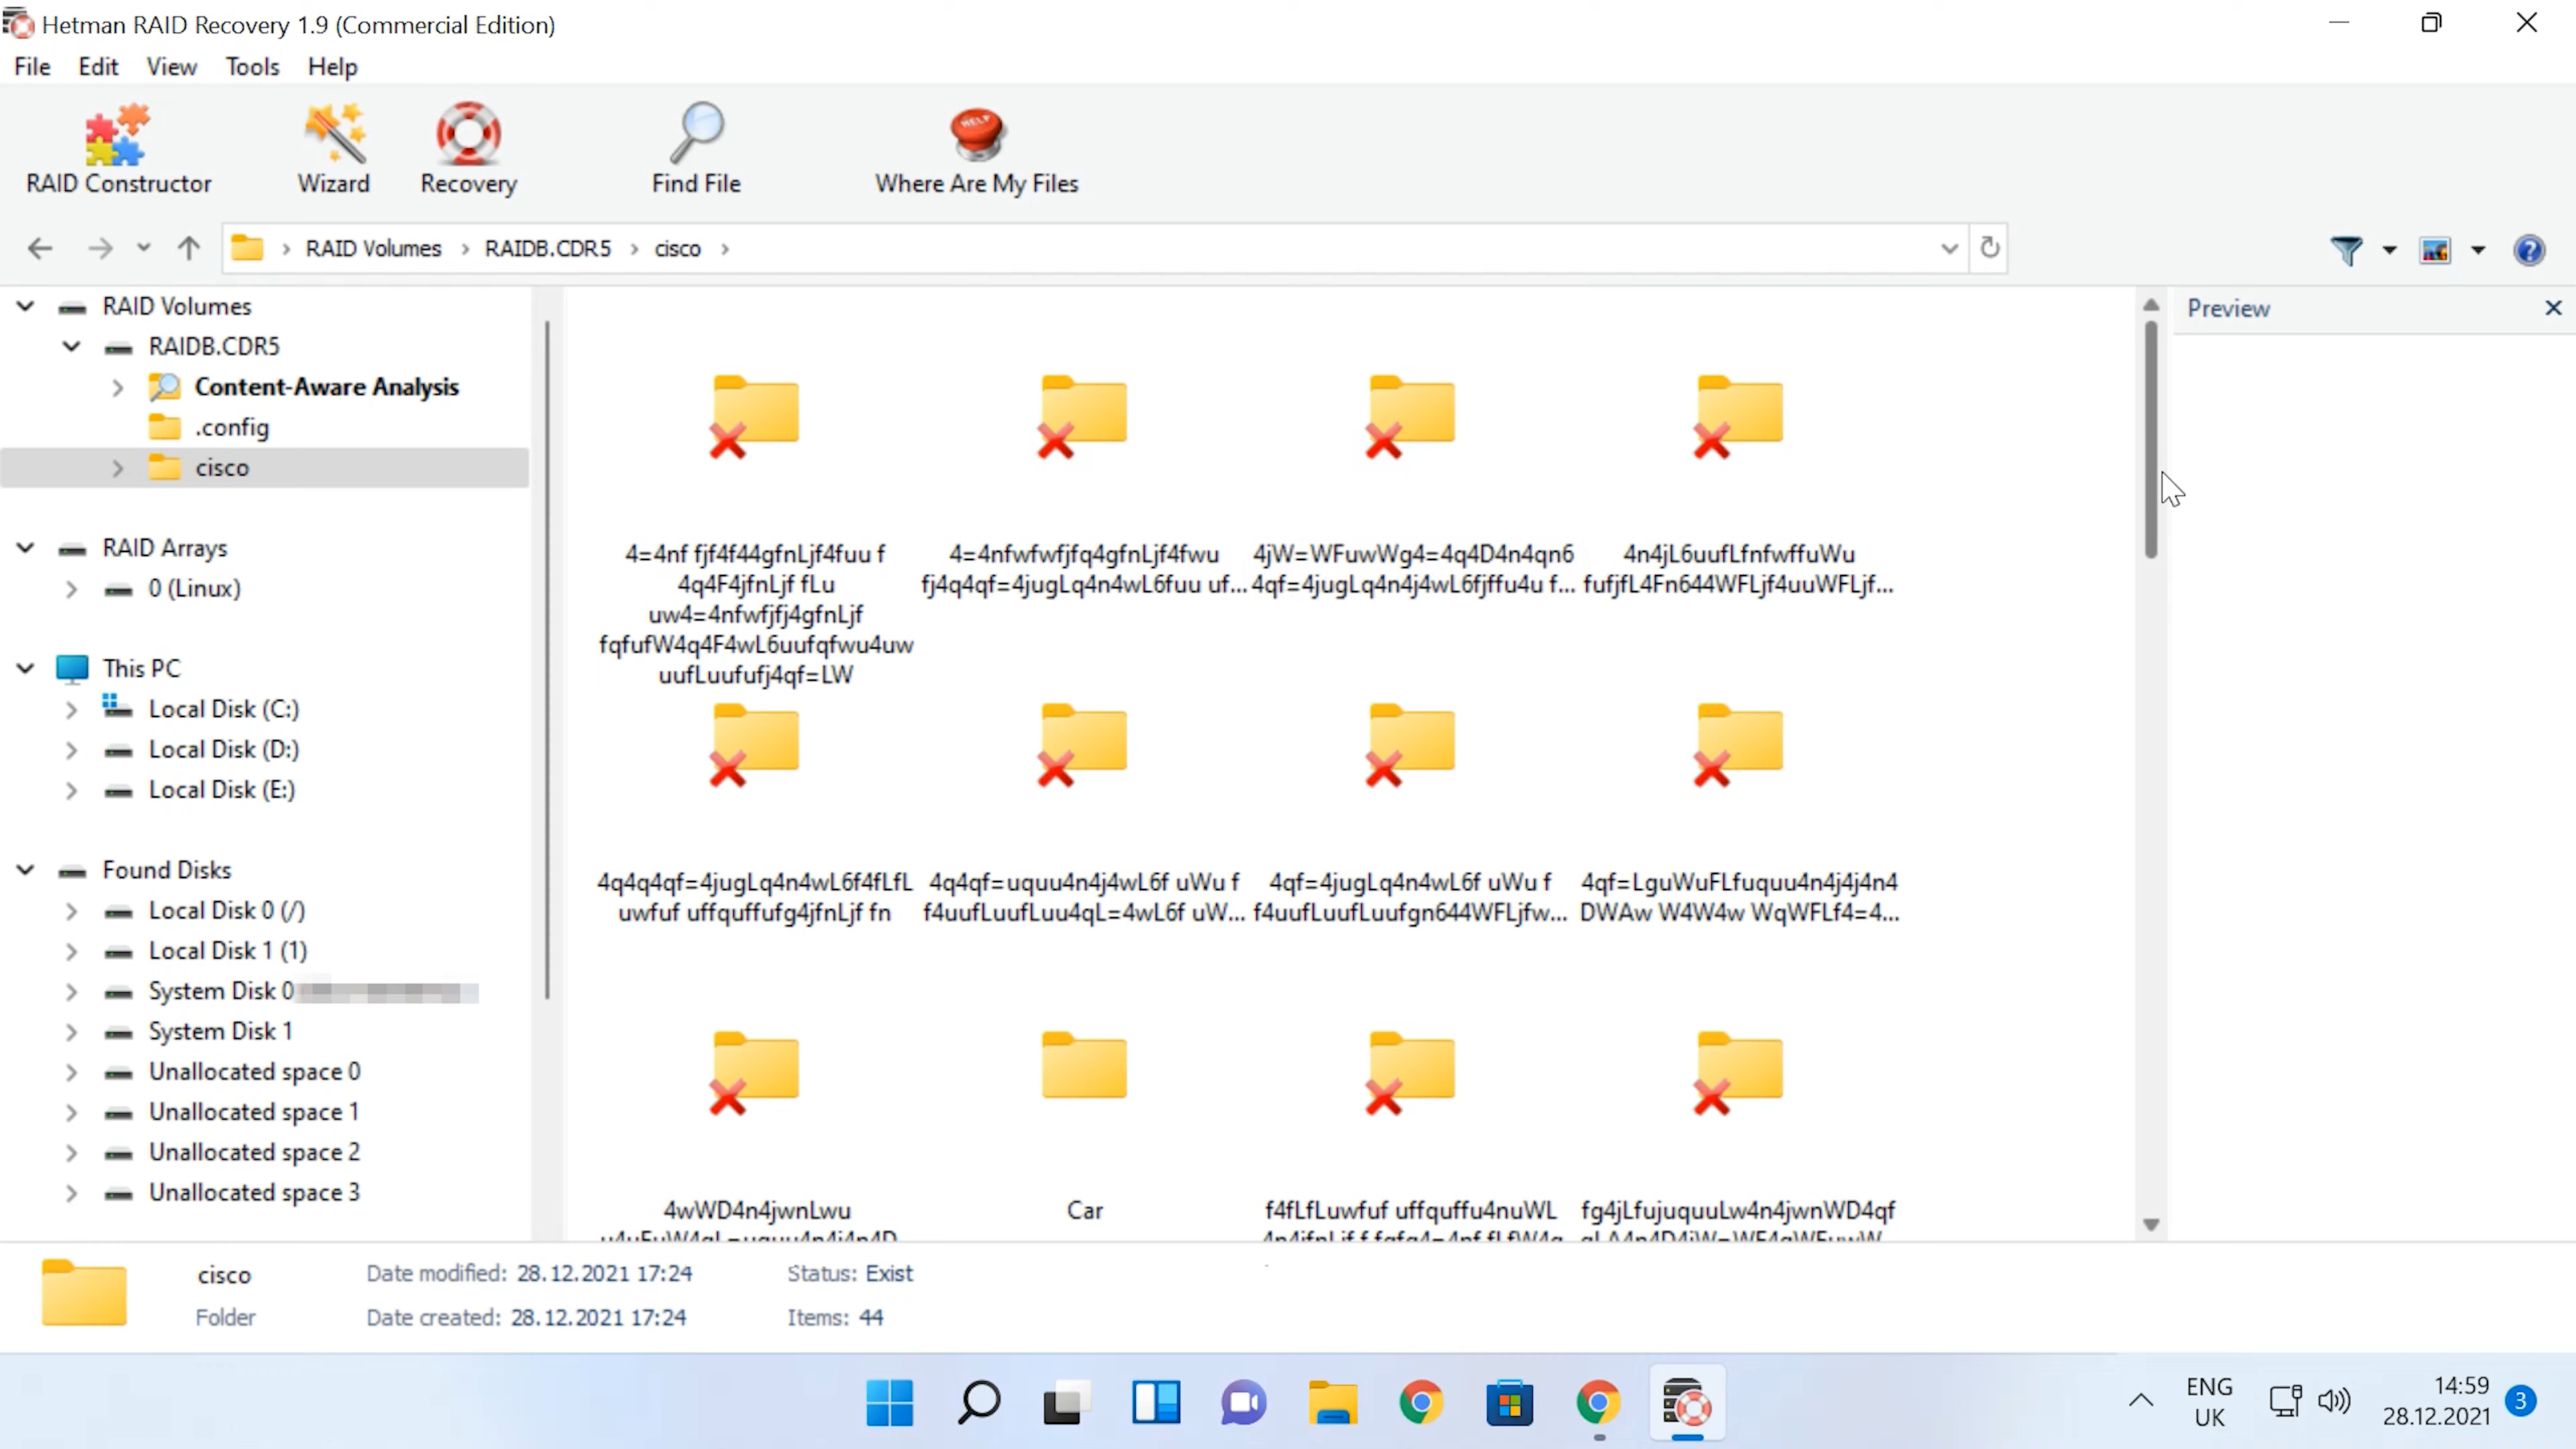 Hetman RAID Recovery 1.9 (Commercial Edition)
File Edit View Tools Help
HELP
RAID Constructor Wizard Recovery Find File Where Are My Files
RAID Volumes > RAIDB.CDR5 > cisco >
RAID Volumes
RAIDB.CDR5
Content-Aware Analysis
.config
cisco
RAID Arrays
0 (Linux)
This PC
Local Disk (C:)
Local Disk (D:)
Local Disk (E:)
Found Disks
Local Disk 0 (/)
Local Disk 1 (1)
System Disk 0
System Disk 1
Unallocated space 0
Unallocated space 1
Unallocated space 2
Unallocated space 3
4=4nf fjf4f44gfnLjf4fuu f
4q4F4jfnLjf fLu
uw4=4nfwfjfj4gfnLjf
fqfufW4q4F4wL6uufqfwu4uw
uufLuufufj4qf=LW
4=4nfwfwfjfq4gfnLjf4fwu
fj4q4qf=4jugLq4n4wL6fuu uf...
4jW=WFuwWg4=4q4D4n4qn6
4qf=4jugLq4n4j4wL6fjffu4u f...
4n4jL6uufLfnfwffuWu
fufjfL4Fn644WFLjf4uuWFLjf...
4q4q4qf=4jugLq4n4wL6f4fLfL
uwfuf uffquffufg4jfnLjf fn
4q4qf=uquu4n4j4wL6f uWu f
f4uufLuufLuu4qL=4wL6f uW...
4qf=4jugLq4n4wL6f uWu f
f4uufLuufLuufgn644WFLjfw...
4qf=LguWuFLfuquu4n4j4j4n4
DWAw W4W4w WqWFLf4=4...
4wWD4n4jwnLwu
Car
f4fLfLuwfuf uffquffu4nuWL
fg4jLfujuquuLw4n4jwnWD4qf
Preview
cisco
Folder
Date modified: 28.12.2021 17:24
Date created: 28.12.2021 17:24
Status: Exist
Items: 44
ENG
UK
14:59
28.12.2021
3